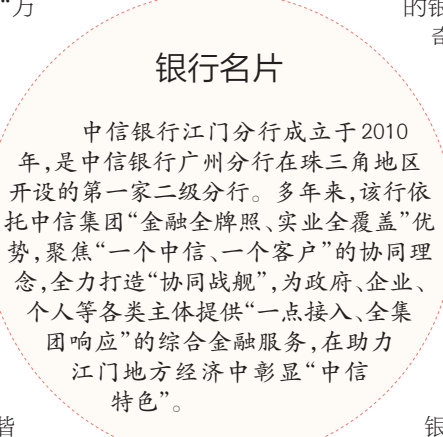 “万
的银
奇
银行名片
中信银行江门分行成立于2010
年,是中信银行广州分行在珠三角地区
开设的第一家二级分行。多年来,该行依
托中信集团“金融全牌照、实业全覆盖”优
势,聚焦“一个中信、一个客户”的协同理
念,全力打造“协同战舰”,为政府、企业、
个人等各类主体提供“一点接入、全集
团响应”的综合金融服务,在助力
江门地方经济中彰显“中信
特色”。
银